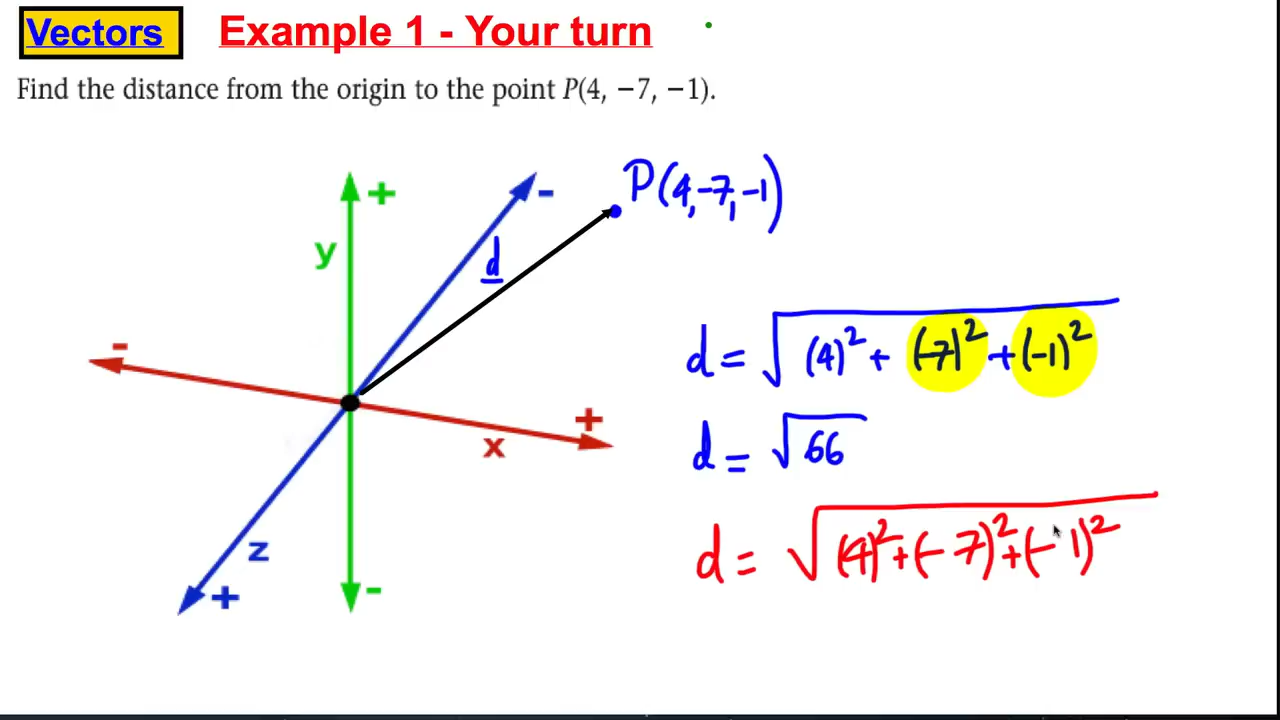 Vectors Example 1 - Your turn
Find the distance from the origin to the point P(4, −7, −1).
P(4,-7,-1)
+ -
y
d
d = √(4)² + (-7)² + (-1)²
-
+
x
d = √66
z
d = √(4)²+(-7)²+(-1)²
+ -